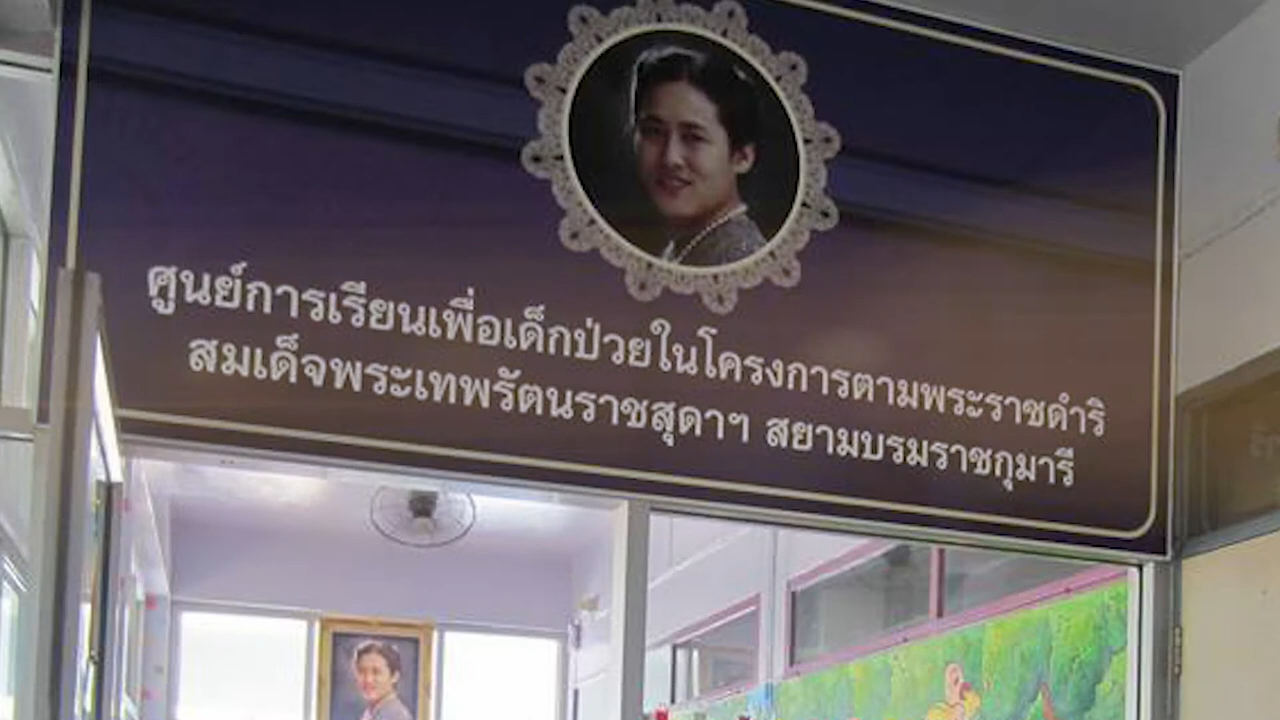 ศูนย์การเรียนเพื่อเด็กป่วยในโครงการตามพระราชดำริ
สมเด็จพระเทพรัตนราชสุดาฯ สยามบรมราชกุมารี